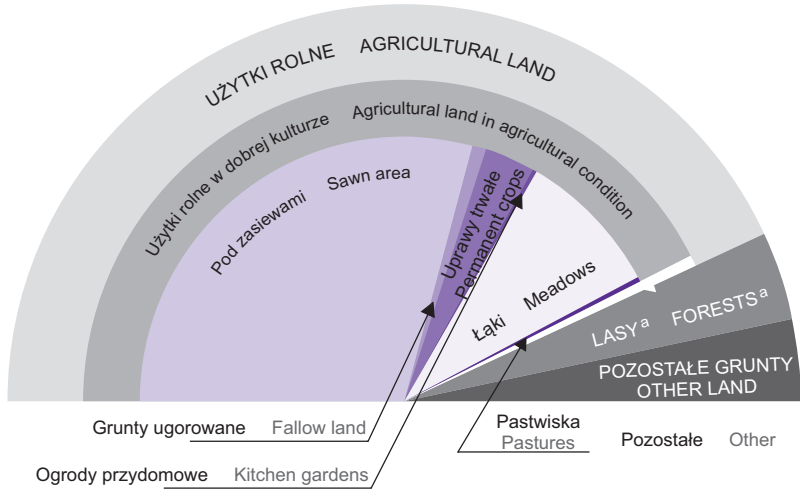 UŻYTKI ROLNE AGRICULTURAL LAND
Użytki rolne w dobrej kulturze Agricultural land in agricultural condition
Pod zasiewami Sawn area
Uprawy trwałe
Permanent crops
Łąki Meadows
LASY a FORESTS a
POZOSTAŁE GRUNTY
OTHER LAND
Grunty ugorowane Fallow land
Pastwiska
Pastures
Pozostałe Other
Ogrody przydomowe Kitchen gardens